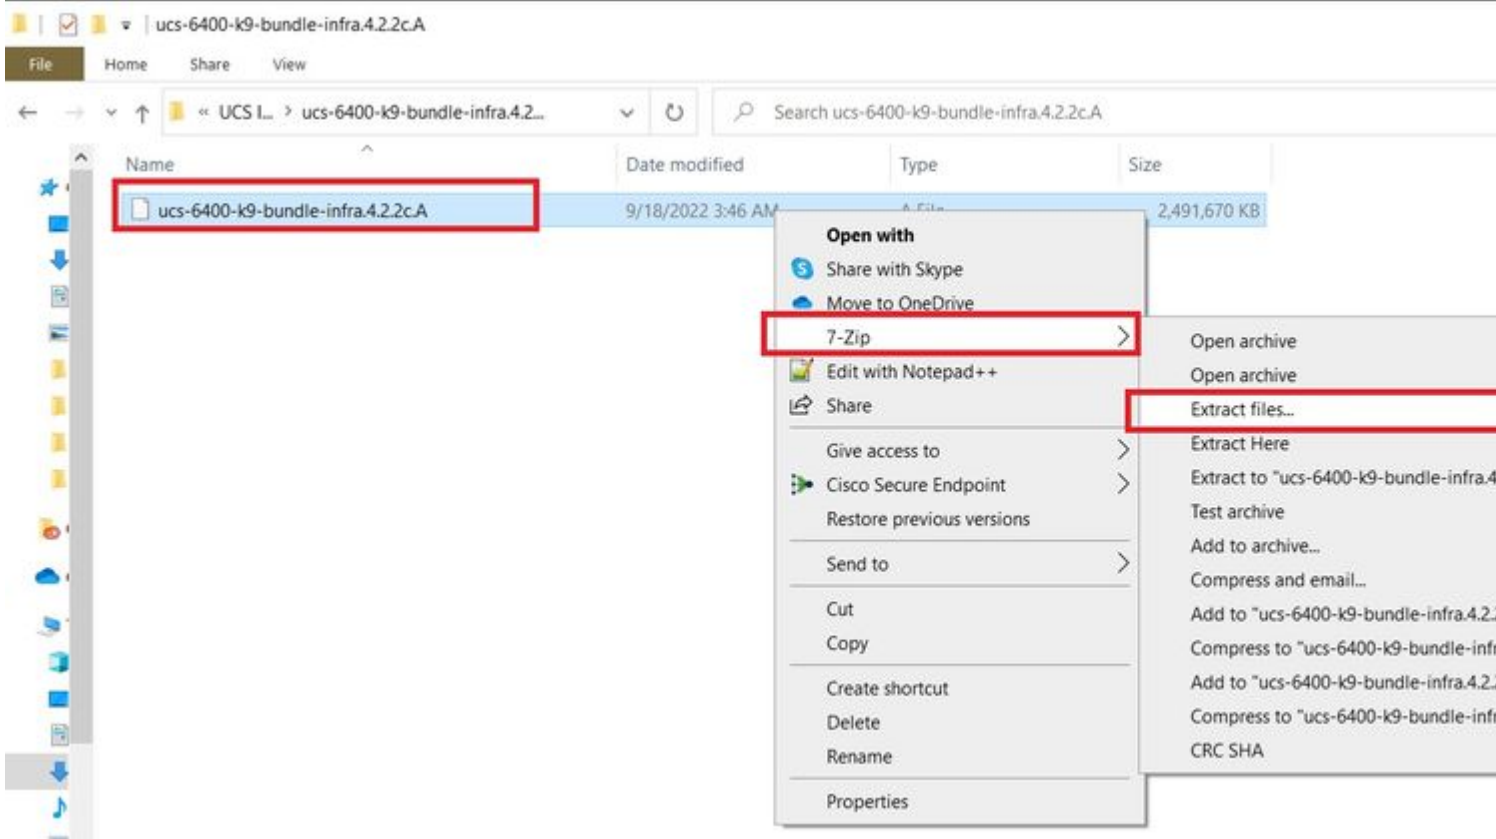 ucs-6400-k9-bundle-infra.4.2.2c.A
File Home Share View
« UCS I... > ucs-6400-k9-bundle-infra.4.2... Search ucs-6400-k9-bundle-infra.4.2.2c.A
Name Date modified Type Size
ucs-6400-k9-bundle-infra.4.2.2c.A 9/18/2022 3:46 AM A File 2,491,670 KB
Open with
Share with Skype
Move to OneDrive
7-Zip
Edit with Notepad++
Share
Give access to
Cisco Secure Endpoint
Restore previous versions
Send to
Cut
Copy
Create shortcut
Delete
Rename
Properties
Open archive
Open archive
Extract files...
Extract Here
Extract to "ucs-6400-k9-bundle-infra.4
Test archive
Add to archive...
Compress and email...
Add to "ucs-6400-k9-bundle-infra.4.2.
Compress to "ucs-6400-k9-bundle-infr
Add to "ucs-6400-k9-bundle-infra.4.2.
Compress to "ucs-6400-k9-bundle-infr
CRC SHA